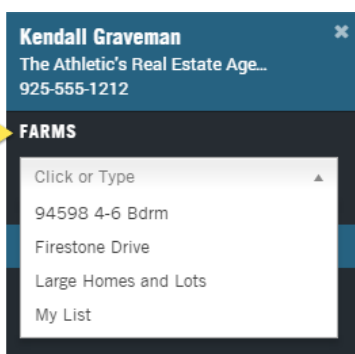 Kendall Graveman
The Athletic's Real Estate Age...
925-555-1212
FARMS
Click or Type
94598 4-6 Bdrm
Firestone Drive
Large Homes and Lots
My List